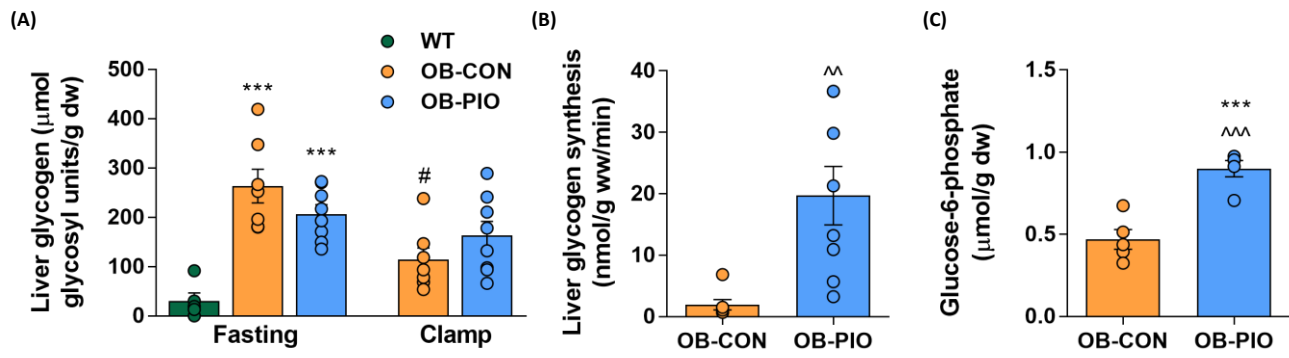 (A)
WT
OB-CON
OB-PIO
Liver glycogen (μmol
glycosyl units/g dw)
500
400
300
200
100
0
***
***
#
Fasting
Clamp
(B)
Liver glycogen synthesis
(nmol/g ww/min)
40
30
20
10
0
^^
OB-CON
OB-PIO
(C)
Glucose-6-phosphate
(μmol/g dw)
1.5
1.0
0.5
0.0
***
^^^
OB-CON
OB-PIO